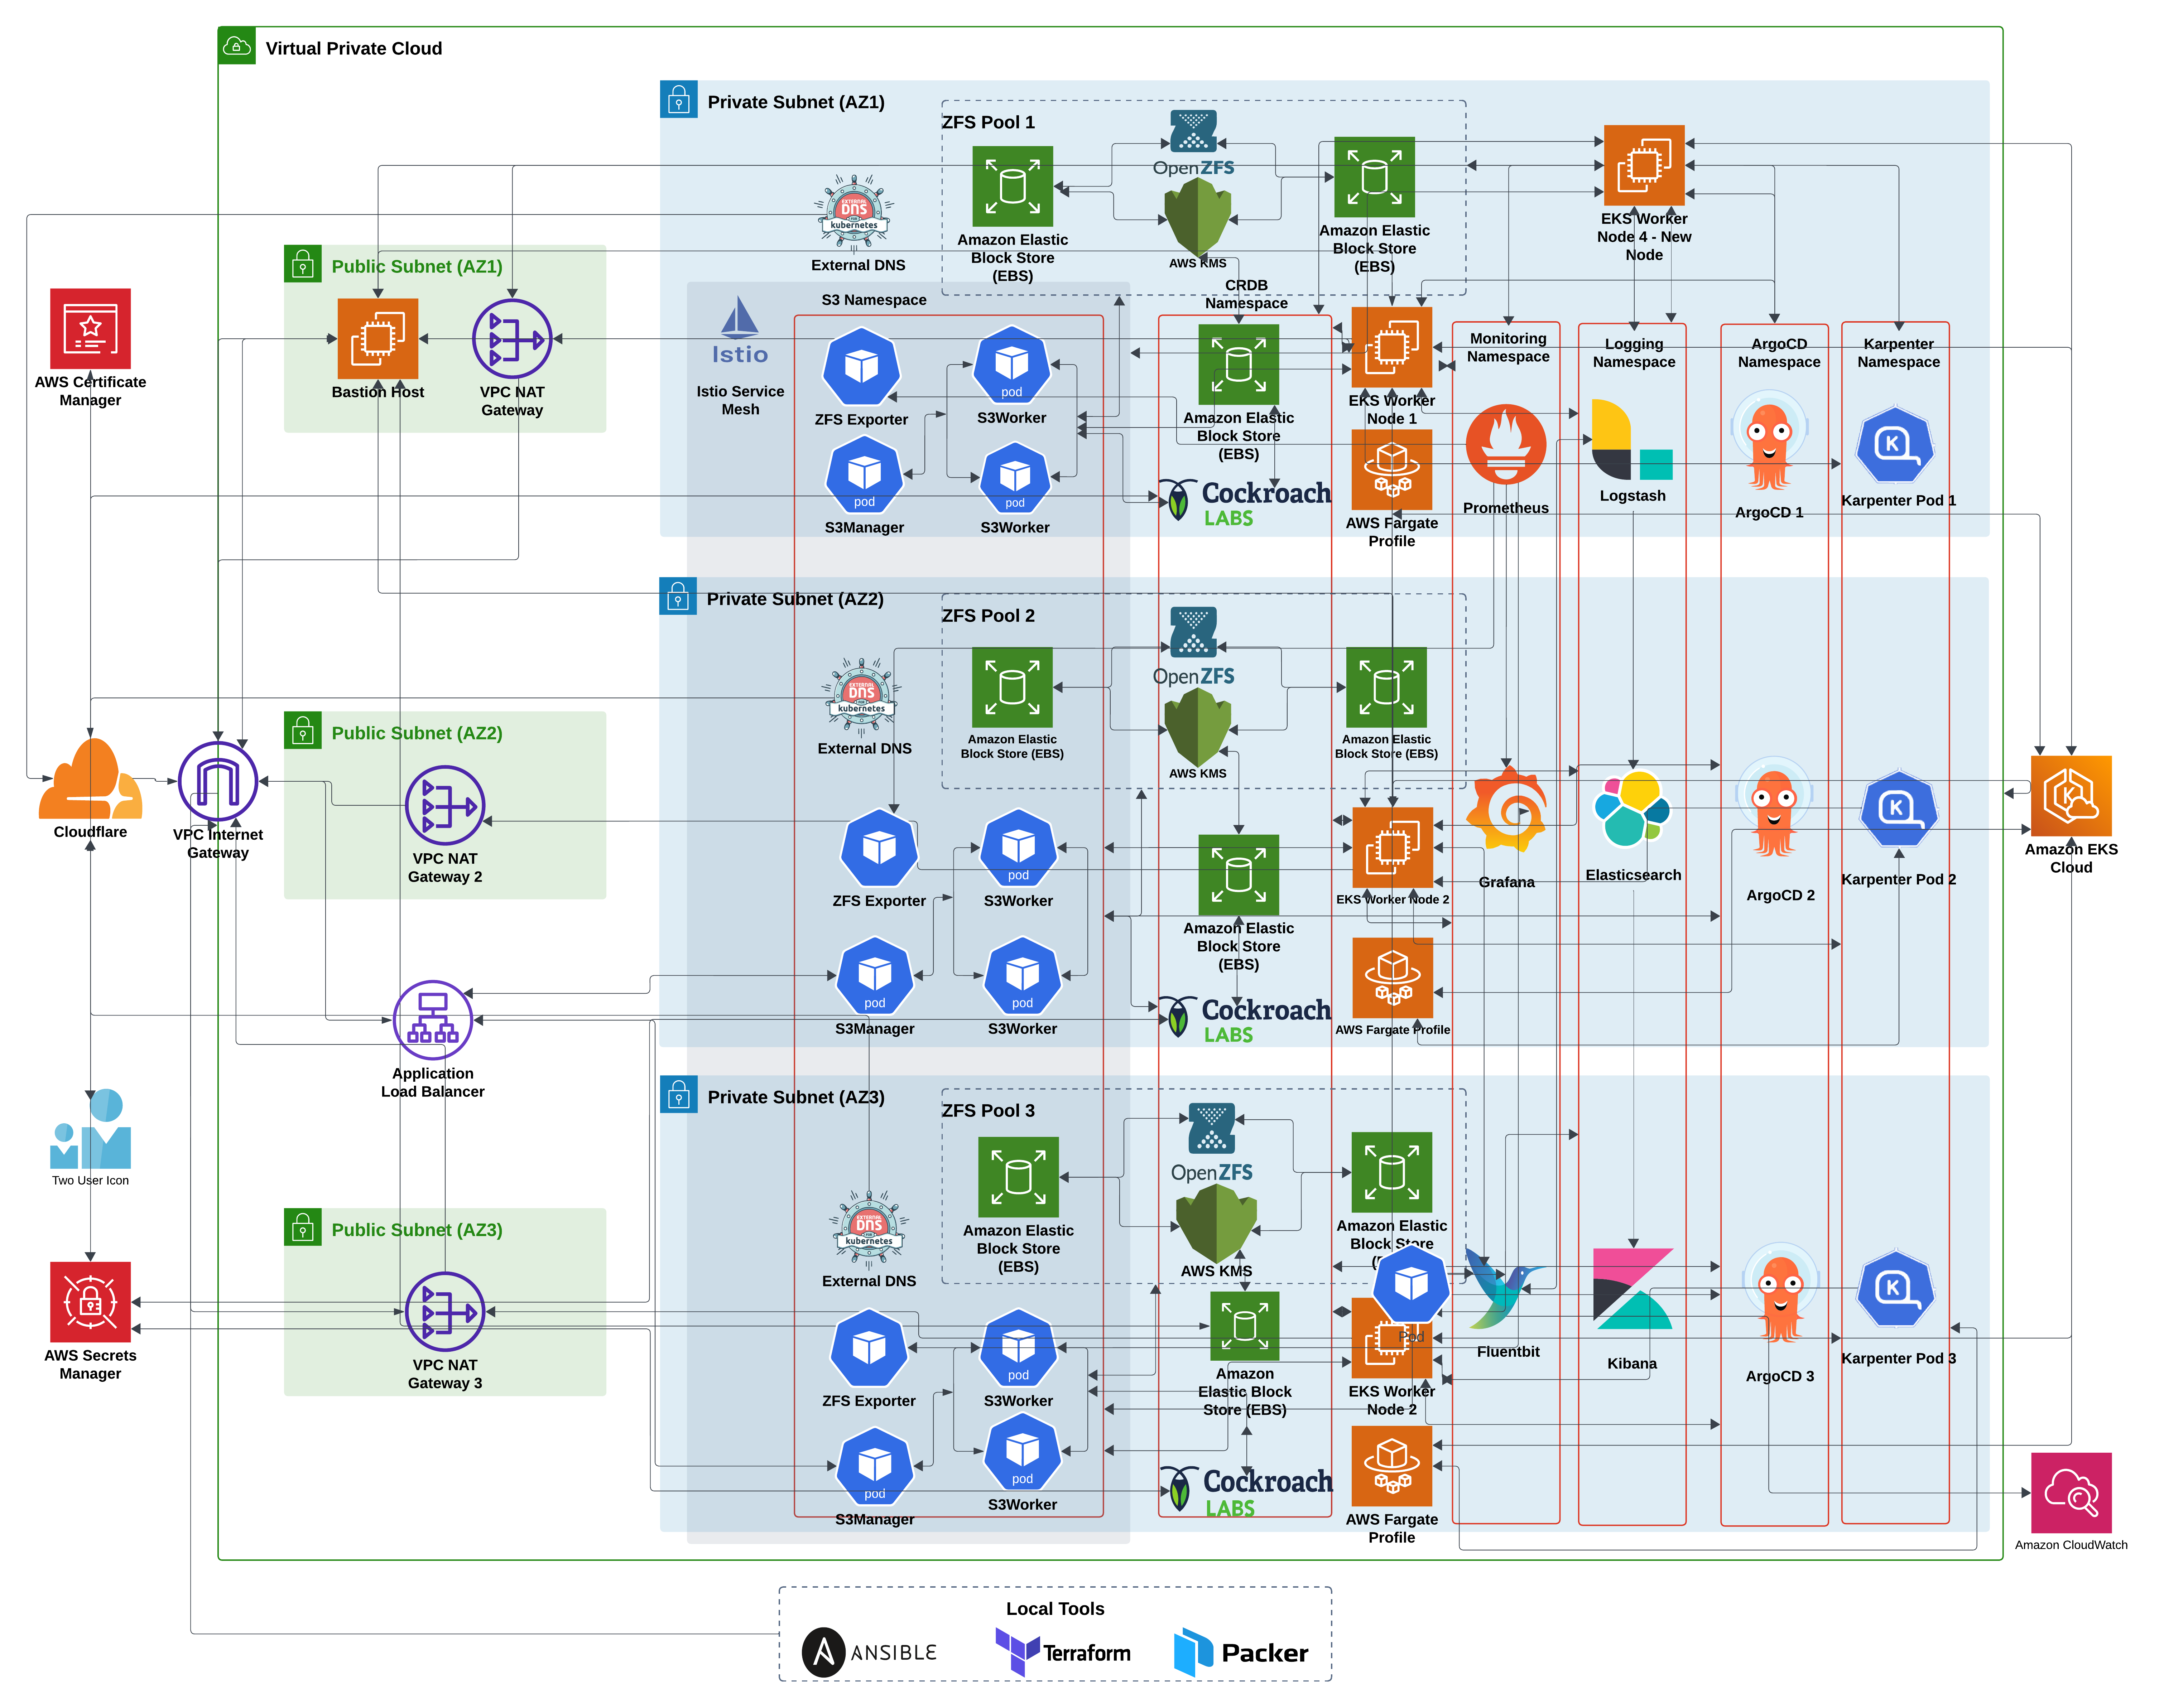 Virtual Private Cloud
Private Subnet (AZ1)
ZFS Pool 1
OpenZFS
AWS KMS
Amazon Elastic
Block Store
(EBS)
Amazon Elastic
Block Store
(EBS)
EKS Worker
Node 4 - New
Node
EXTERNAL
DNS
FOR
kubernetes
External DNS
Public Subnet (AZ1)
Bastion Host
VPC NAT
Gateway
AWS Certificate
Manager
Istio
Istio Service
Mesh
S3 Namespace
ZFS Exporter
pod
S3Worker
pod
S3Manager
pod
S3Worker
CRDB
Namespace
Amazon Elastic
Block Store
(EBS)
Cockroach
LABS
EKS Worker
Node 1
AWS Fargate
Profile
Monitoring
Namespace
Prometheus
Logging
Namespace
Logstash
ArgoCD
Namespace
ArgoCD 1
Karpenter
Namespace
K
Karpenter Pod 1
Private Subnet (AZ2)
ZFS Pool 2
OpenZFS
AWS KMS
Amazon Elastic
Block Store (EBS)
Amazon Elastic
Block Store (EBS)
EXTERNAL
DNS
kubernetes
External DNS
Public Subnet (AZ2)
VPC NAT
Gateway 2
Cloudflare
VPC Internet
Gateway
ZFS Exporter
pod
S3Worker
pod
S3Manager
pod
S3Worker
Amazon Elastic
Block Store
(EBS)
Cockroach
LABS
EKS Worker Node 2
AWS Fargate Profile
Grafana
Elasticsearch
ArgoCD 2
K
Karpenter Pod 2
Amazon EKS
Cloud
Application
Load Balancer
Two User Icon
Private Subnet (AZ3)
ZFS Pool 3
OpenZFS
AWS KMS
Amazon Elastic
Block Store
(EBS)
Amazon Elastic
Block Store
EXTERNAL
DNS
kubernetes
External DNS
Public Subnet (AZ3)
VPC NAT
Gateway 3
AWS Secrets
Manager
ZFS Exporter
pod
S3Worker
pod
S3Manager
pod
S3Worker
Amazon
Elastic Block
Store (EBS)
Cockroach
LABS
Pod
EKS Worker
Node 2
AWS Fargate
Profile
Fluentbit
Kibana
ArgoCD 3
K
Karpenter Pod 3
Amazon CloudWatch
Local Tools
ANSIBLE
Terraform
Packer